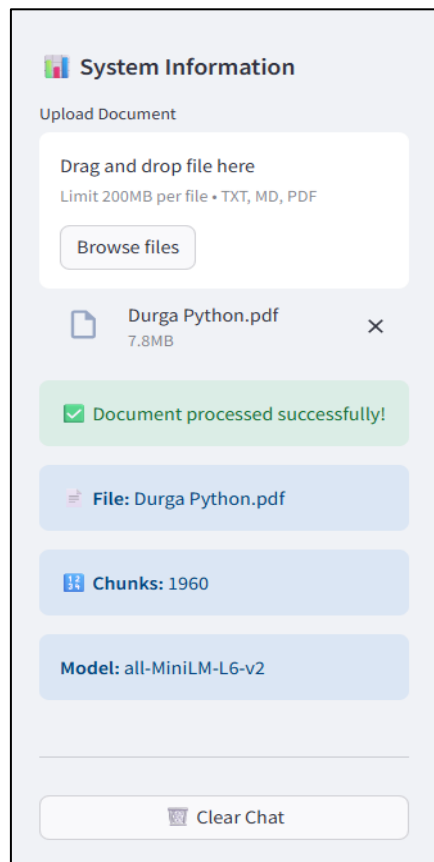 System Information
Upload Document
Drag and drop file here
Limit 200MB per file • TXT, MD, PDF
Browse files
Durga Python.pdf
7.8MB
Document processed successfully!
File: Durga Python.pdf
Chunks: 1960
Model: all-MiniLM-L6-v2
Clear Chat